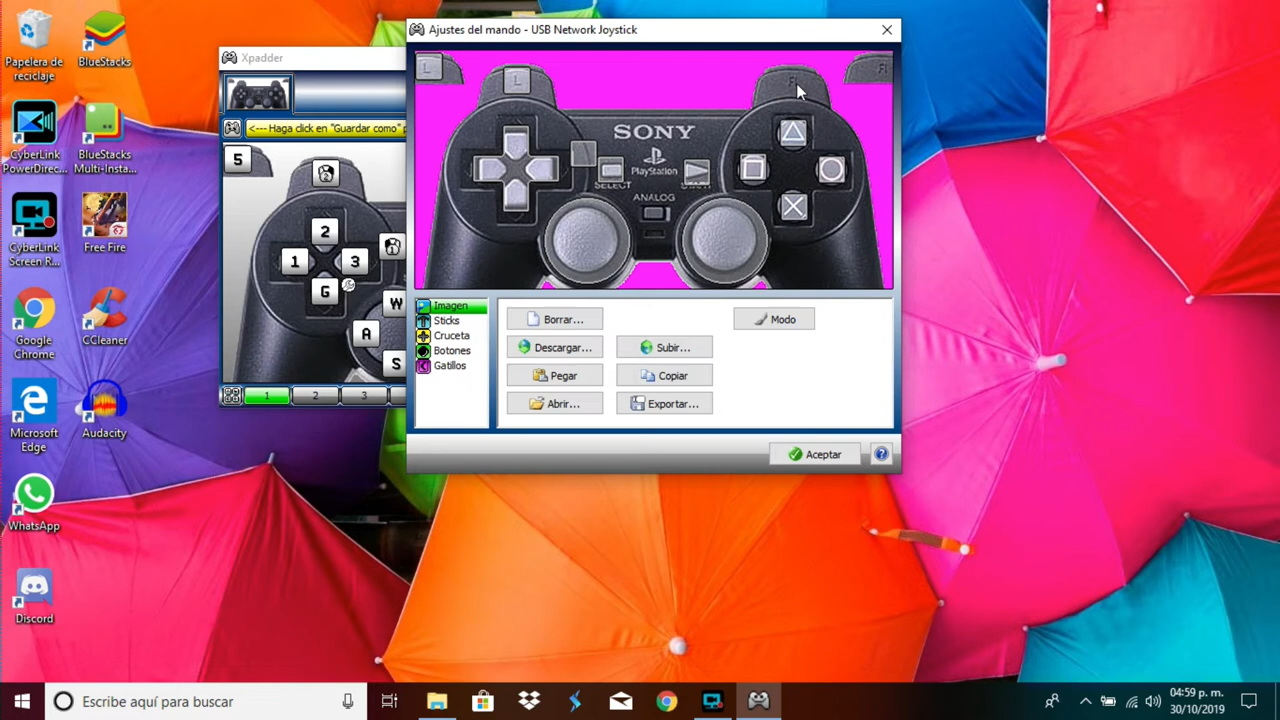 Papelera de
reciclaje
BlueStacks
CyberLink
PowerDirec...
BlueStacks
Multi-Insta...
CyberLink
Screen R...
Free Fire
Google
Chrome
CCleaner
Microsoft
Edge
Audacity
WhatsApp
Discord
Xpadder
<--- Haga click en "Guardar como" p
5
2
1
3
G
W
A
S
1
2
3
Ajustes del mando - USB Network Joystick
L
L
R
R
SONY
PlayStation
SELECT
START
ANALOG
Imagen
Sticks
Cruceta
Botones
Gatillos
Borrar...
Modo
Descargar...
Subir...
Pegar
Copiar
Abrir...
Exportar...
Aceptar
Escribe aquí para buscar
04:59 p. m.
30/10/2019